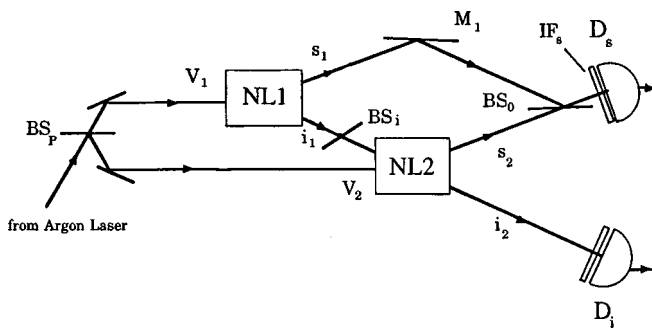 M₁
IFₛ
Dₛ
s₁
V₁
NL1
BS₀
BSᵢ
BSₚ
i₁
s₂
NL2
V₂
i₂
from Argon Laser
Dᵢ